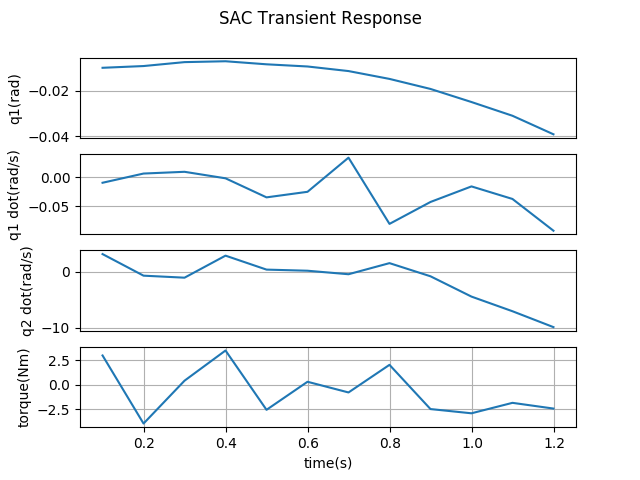 SAC Transient Response
q1(rad)
−0.02
−0.04
q1 dot(rad/s)
0.00
−0.05
q2 dot(rad/s)
0
−10
torque(Nm)
2.5
0.0
−2.5
0.2 0.4 0.6 0.8 1.0 1.2
time(s)